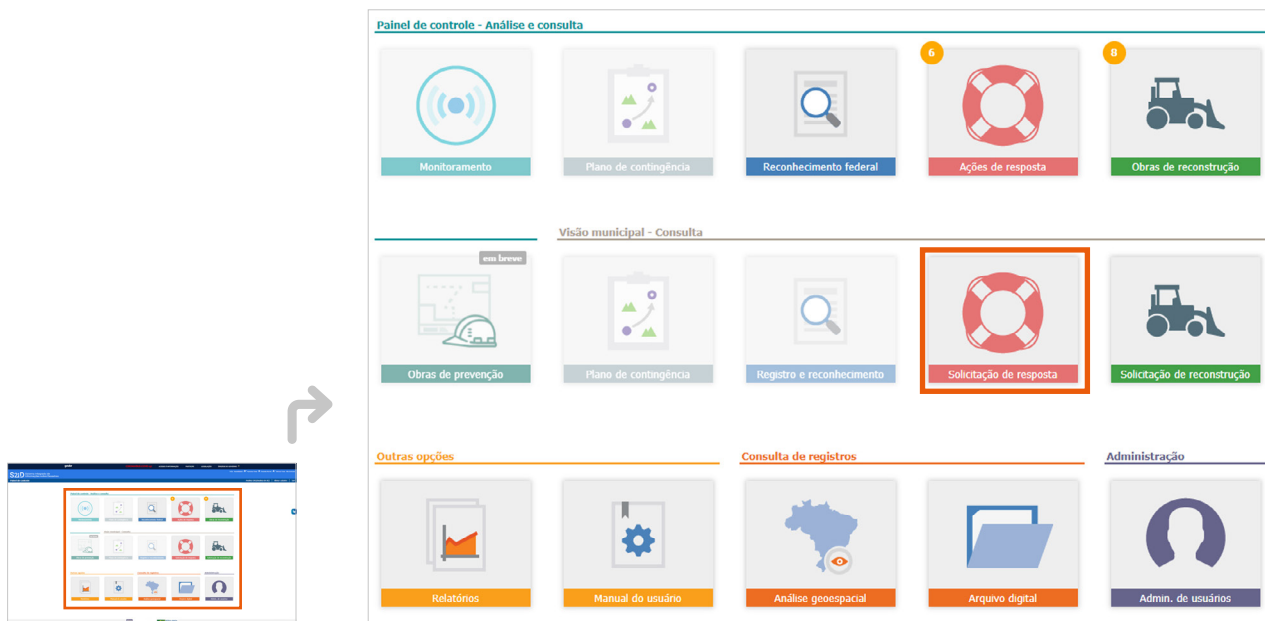 Painel de controle - Análise e consulta
6
8
Monitoramento
Plano de contingência
Reconhecimento federal
Ações de resposta
Obras de reconstrução
Visão municipal - Consulta
em breve
Obras de prevenção
Plano de contingência
Registro e reconhecimento
Solicitação de resposta
Solicitação de reconstrução
Outras opções
Consulta de registros
Administração
Relatórios
Manual do usuário
Análise geoespacial
Arquivo digital
Admin. de usuários
S2iD